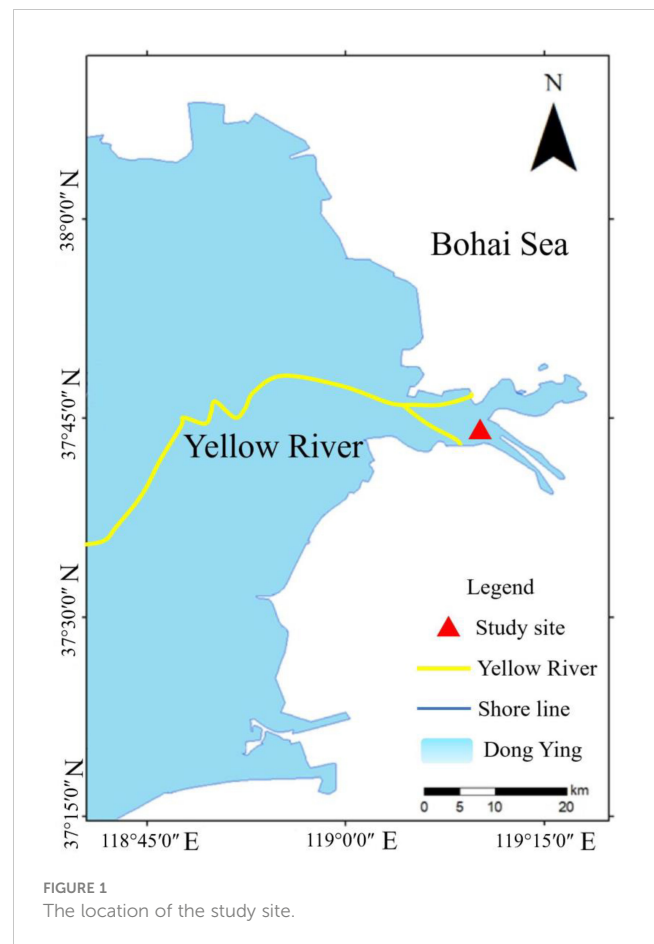 N
38°0′0″ N
Bohai Sea
37°45′0″ N
Yellow River
37°30′0″ N
Legend
Study site
Yellow River
Shore line
Dong Ying
km
0 5 10 20
37°15′0″ N
118°45′0″ E
119°0′0″ E
119°15′0″ E
FIGURE 1
The location of the study site.